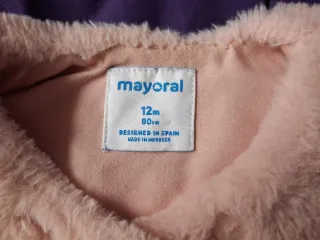 mayoral
12m
80cm
DESIGNED IN SPAIN
MADE IN MOROCCO